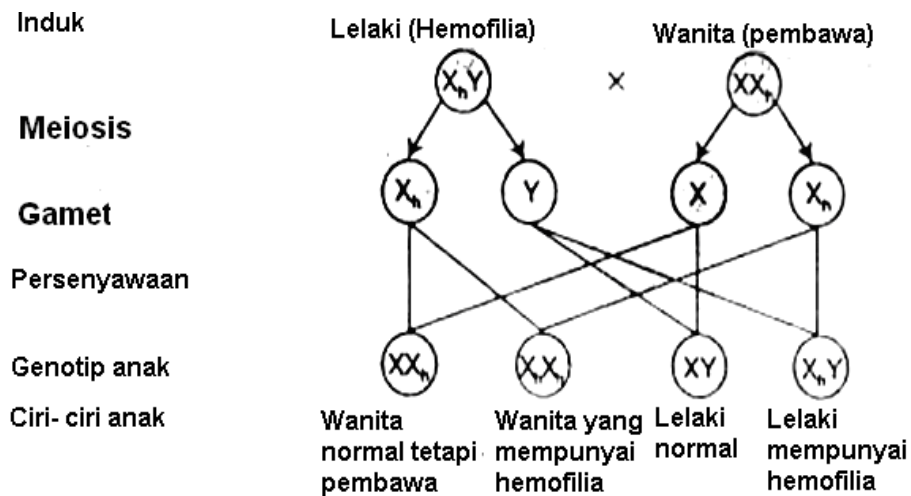 Induk
Lelaki (Hemofilia)
Wanita (pembawa)
XₕY
×
XXₕ
Meiosis
Xₕ
Y
X
Xₕ
Gamet
Persenyawaan
Genotip anak
XXₕ
XₕXₕ
XY
XₕY
Ciri- ciri anak
Wanita
normal tetapi
pembawa
Wanita yang
mempunyai
hemofilia
Lelaki
normal
Lelaki
mempunyai
hemofilia